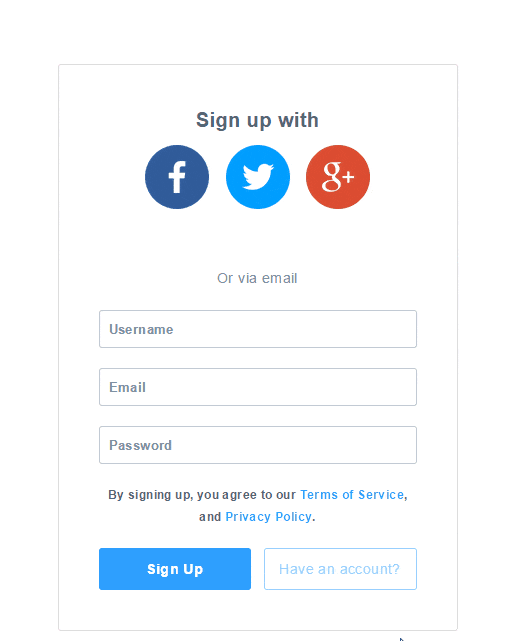 Sign up with
f g+
Or via email
Username
Email
Password
By signing up, you agree to our Terms of Service,
and Privacy Policy.
Sign Up Have an account?